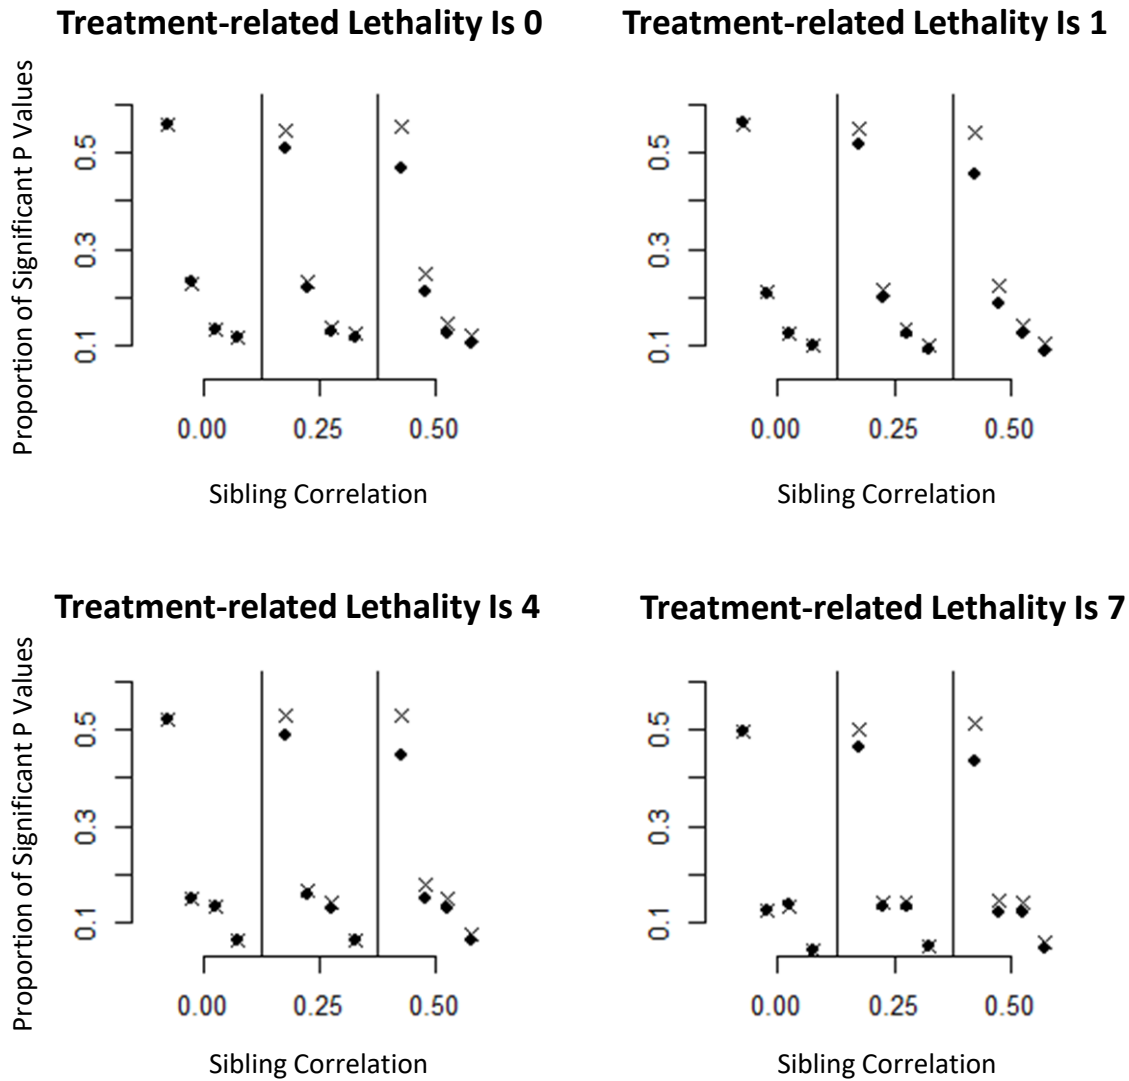 Treatment-related Lethality Is 0
Treatment-related Lethality Is 1
Proportion of Significant P Values
0.5
0.3
0.1
0.00 0.25 0.50
Sibling Correlation
0.5
0.3
0.1
0.00 0.25 0.50
Sibling Correlation
Treatment-related Lethality Is 4
Treatment-related Lethality Is 7
Proportion of Significant P Values
0.5
0.3
0.1
0.00 0.25 0.50
Sibling Correlation
0.5
0.3
0.1
0.00 0.25 0.50
Sibling Correlation